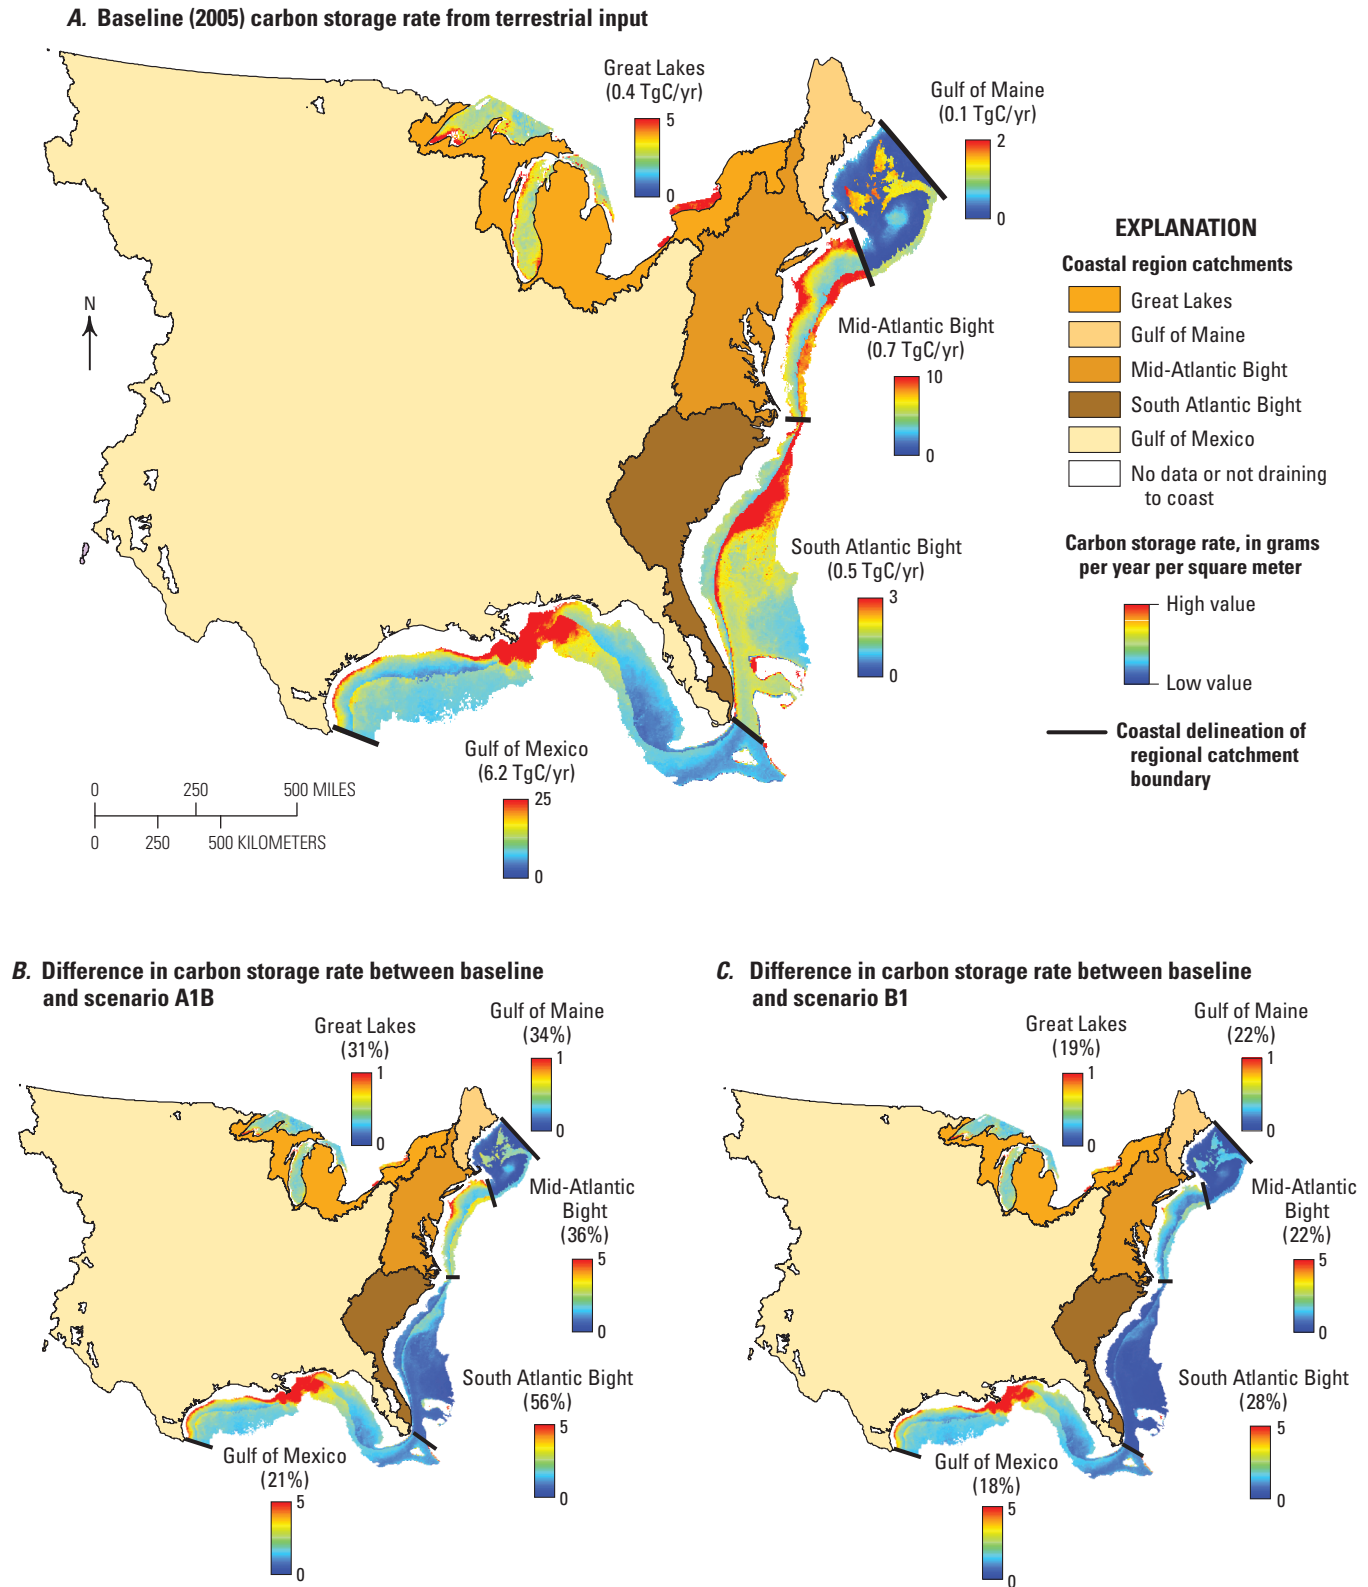 A. Baseline (2005) carbon storage rate from terrestrial input
Great Lakes
(0.4 TgC/yr)
5
0
Gulf of Maine
(0.1 TgC/yr)
2
0
Mid-Atlantic Bight
(0.7 TgC/yr)
10
0
South Atlantic Bight
(0.5 TgC/yr)
3
0
Gulf of Mexico
(6.2 TgC/yr)
25
0
N
0 250 500 MILES
0 250 500 KILOMETERS
EXPLANATION
Coastal region catchments
Great Lakes
Gulf of Maine
Mid-Atlantic Bight
South Atlantic Bight
Gulf of Mexico
No data or not draining
to coast
Carbon storage rate, in grams
per year per square meter
High value
Low value
Coastal delineation of
regional catchment
boundary
B. Difference in carbon storage rate between baseline
and scenario A1B
Great Lakes
(31%)
1
0
Gulf of Maine
(34%)
1
0
Mid-Atlantic
Bight
(36%)
5
0
South Atlantic Bight
(56%)
5
0
Gulf of Mexico
(21%)
5
0
C. Difference in carbon storage rate between baseline
and scenario B1
Great Lakes
(19%)
1
0
Gulf of Maine
(22%)
1
0
Mid-Atlantic
Bight
(22%)
5
0
South Atlantic Bight
(28%)
5
0
Gulf of Mexico
(18%)
5
0